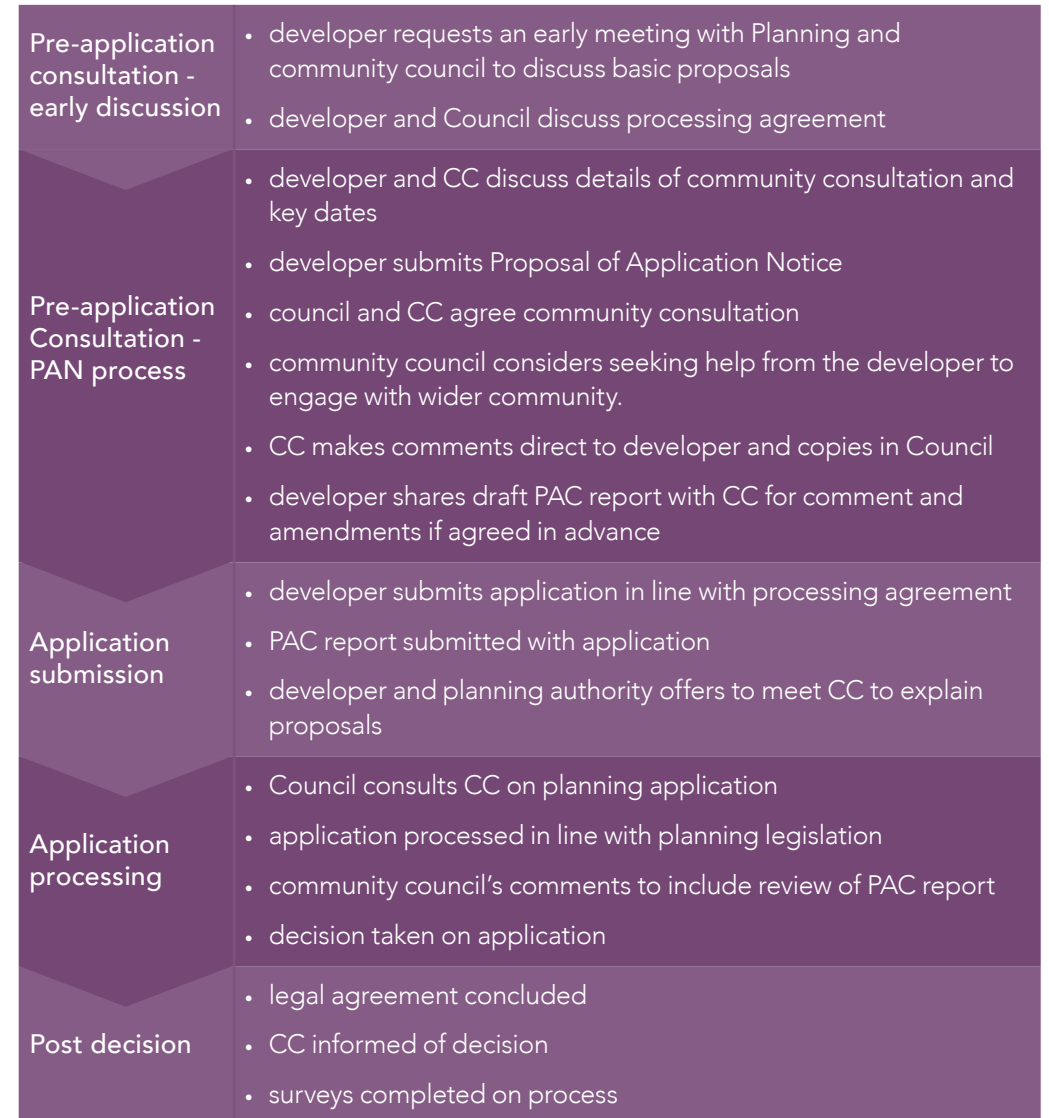 Pre-application
consultation -
early discussion
• developer requests an early meeting with Planning and
community council to discuss basic proposals
• developer and Council discuss processing agreement
Pre-application
Consultation -
PAN process
• developer and CC discuss details of community consultation and
key dates
• developer submits Proposal of Application Notice
• council and CC agree community consultation
• community council considers seeking help from the developer to
engage with wider community.
• CC makes comments direct to developer and copies in Council
• developer shares draft PAC report with CC for comment and
amendments if agreed in advance
Application
submission
• developer submits application in line with processing agreement
• PAC report submitted with application
• developer and planning authority offers to meet CC to explain
proposals
Application
processing
• Council consults CC on planning application
• application processed in line with planning legislation
• community council’s comments to include review of PAC report
• decision taken on application
Post decision
• legal agreement concluded
• CC informed of decision
• surveys completed on process